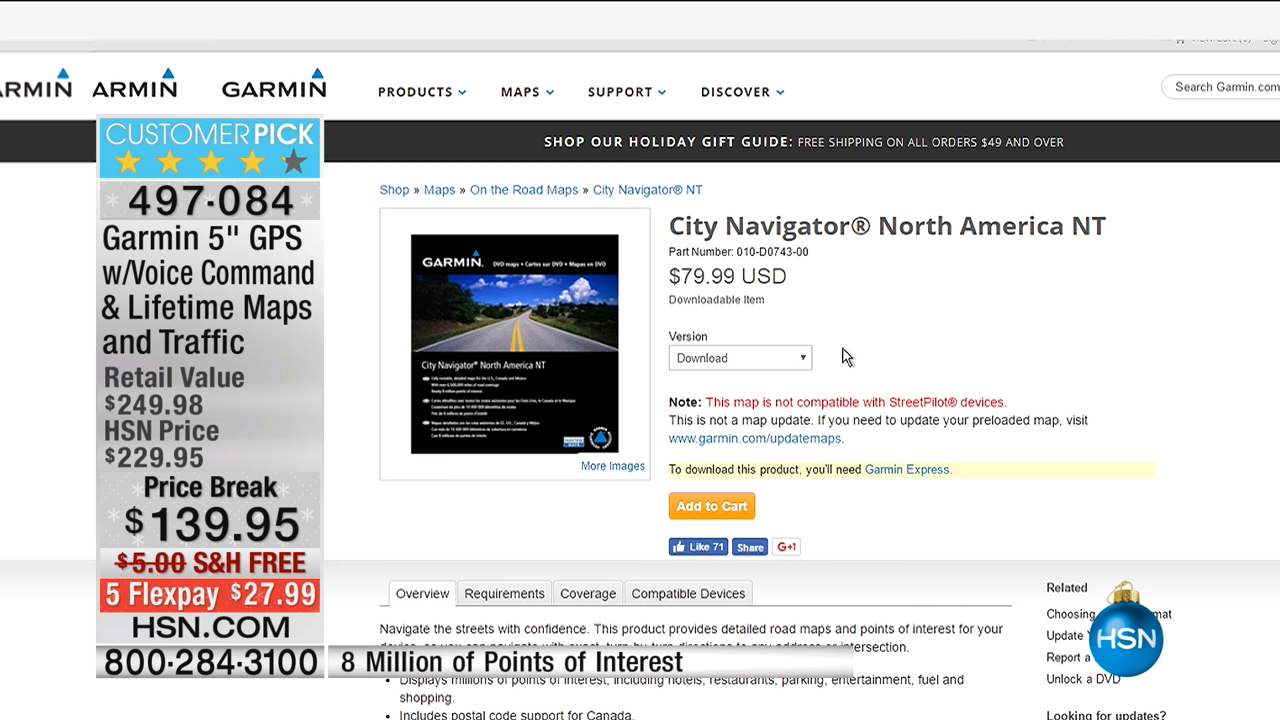 GARMIN
PRODUCTS
MAPS
SUPPORT
DISCOVER
Search Garmin.com
SHOP OUR HOLIDAY GIFT GUIDE: FREE SHIPPING ON ALL ORDERS $49 AND OVER
CUSTOMER PICK
497·084
Garmin 5" GPS
w/Voice Command
& Lifetime Maps
and Traffic
Retail Value
$249.98
HSN Price
$229.95
Price Break
$139.95
$5.00 S&H FREE
5 Flexpay $27.99
HSN.COM
800·284·3100
8 Million of Points of Interest
Shop » Maps » On the Road Maps » City Navigator® NT
GARMIN. DVD maps • Cartes sur DVD • Mapas en DVD
City Navigator® North America NT
More Images
City Navigator® North America NT
Part Number: 010-D0743-00
$79.99 USD
Downloadable Item
Version
Download
Note: This map is not compatible with StreetPilot® devices.
This is not a map update. If you need to update your preloaded map, visit
www.garmin.com/updatemaps.
To download this product, you'll need Garmin Express.
Add to Cart
Like 71
Share
G+1
Overview
Requirements
Coverage
Compatible Devices
Navigate the streets with confidence. This product provides detailed road maps and points of interest for your
• Displays millions of points of interest, including hotels, restaurants, parking, entertainment, fuel and
shopping.
• Includes postal code support for Canada.
Related
Choosing
Update
Report a
Unlock a DVD
Looking for updates?
HSN